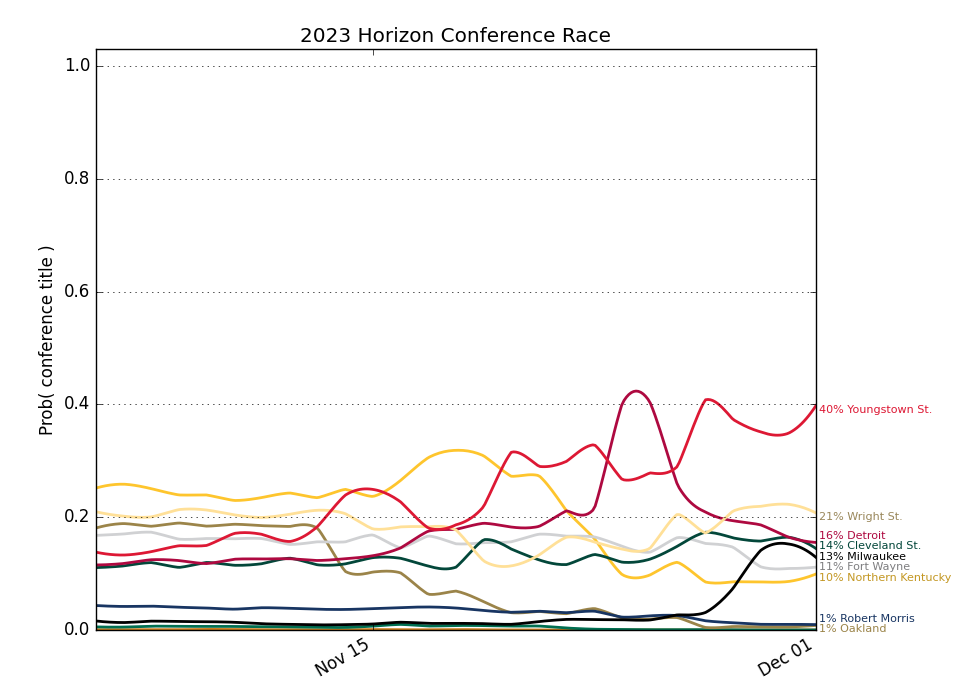 2023 Horizon Conference Race
1.0
0.8
0.6
0.4
0.2
0.0
Prob( conference title )
Nov 15
Dec 01
40% Youngstown St.
21% Wright St.
16% Detroit
14% Cleveland St.
13% Milwaukee
11% Fort Wayne
10% Northern Kentucky
1% Robert Morris
1% Oakland